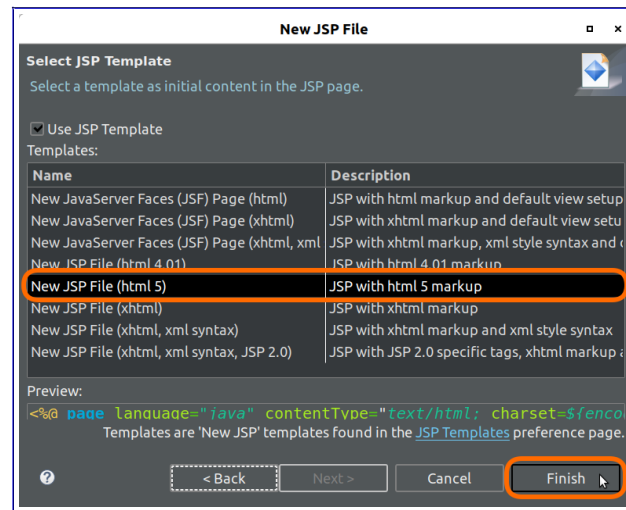 New JSP File
Select JSP Template
Select a template as initial content in the JSP page.
Use JSP Template
Templates:
Name Description
New JavaServer Faces (JSF) Page (html) JSP with html markup and default view setup
New JavaServer Faces (JSF) Page (xhtml) JSP with xhtml markup and default view setu
New JavaServer Faces (JSF) Page (xhtml, xml JSP with xhtml markup, xml style syntax and
New JSP File (html 4.01) JSP with html 4.01 markup
New JSP File (html 5) JSP with html 5 markup
New JSP File (xhtml) JSP with xhtml markup
New JSP File (xhtml, xml syntax) JSP with xhtml markup and xml style syntax
New JSP File (xhtml, xml syntax, JSP 2.0) JSP with JSP 2.0 specific tags, xhtml markup
Preview:
<%@ page language="java" contentType="text/html; charset=${enco
Templates are 'New JSP' templates found in the JSP Templates preference page.
? < Back Next > Cancel Finish